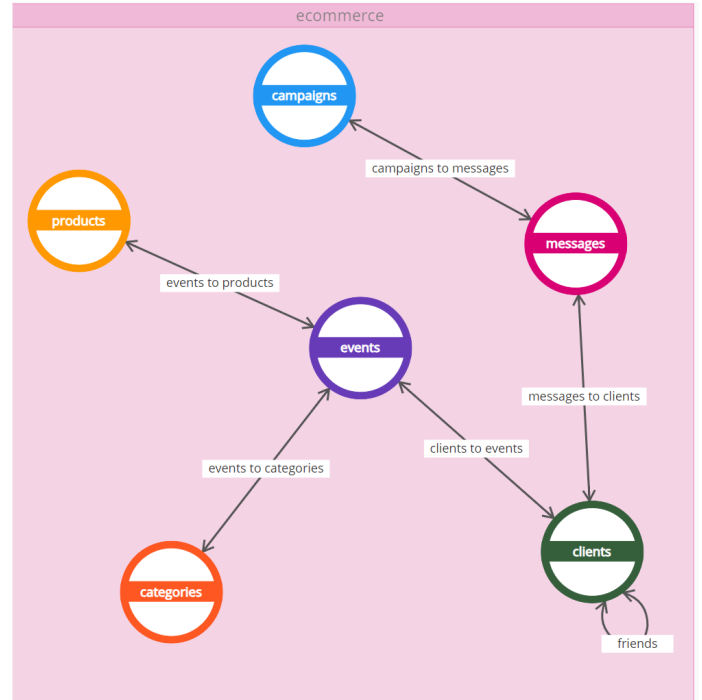 ecommerce
campaigns
campaigns to messages
products
messages
events to products
events
messages to clients
clients to events
events to categories
clients
categories
friends